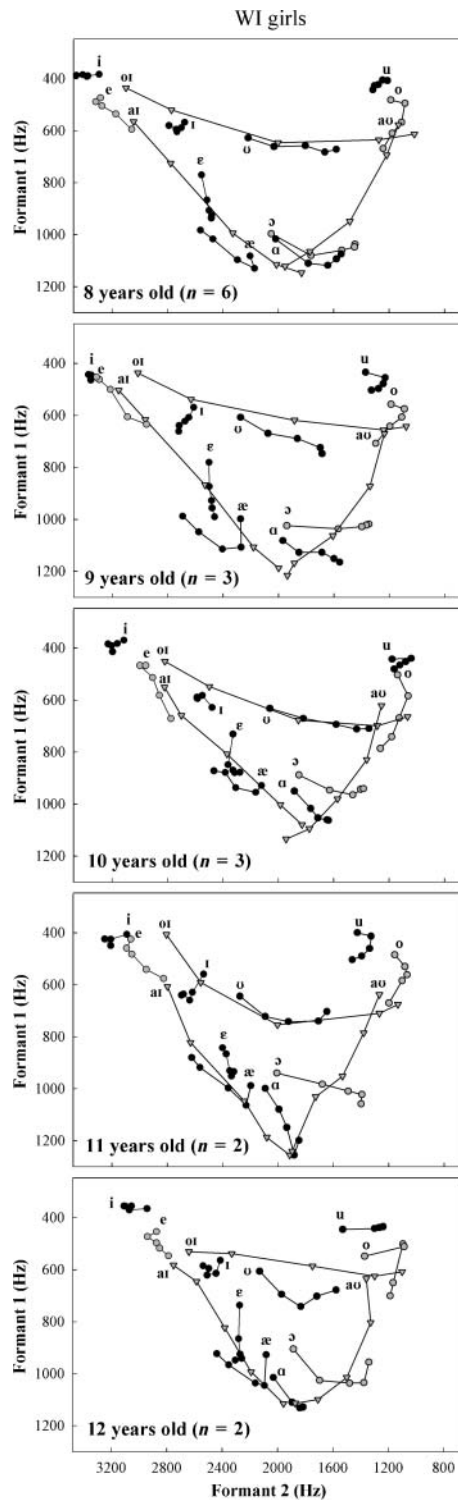 WI girls
i
e
oɪ
aɪ
ɪ
ʊ
ɛ
æ
ɔ
ɑ
u
o
aʊ
400
600
800
1000
1200
Formant 1 (Hz)
8 years old (n = 6)
i
e
oɪ
aɪ
ɪ
ʊ
ɛ
æ
ɔ
ɑ
u
o
aʊ
400
600
800
1000
1200
Formant 1 (Hz)
9 years old (n = 3)
i
e
oɪ
aɪ
ɪ
ʊ
ɛ
æ
ɔ
ɑ
u
o
aʊ
400
600
800
1000
1200
Formant 1 (Hz)
10 years old (n = 3)
i
e
oɪ
aɪ
ɪ
ʊ
ɛ
æ
ɔ
ɑ
u
o
aʊ
400
600
800
1000
1200
Formant 1 (Hz)
11 years old (n = 2)
i
e
oɪ
aɪ
ɪ
ʊ
ɛ
æ
ɔ
ɑ
u
o
aʊ
400
600
800
1000
1200
Formant 1 (Hz)
12 years old (n = 2)
3200 2800 2400 2000 1600 1200 800
Formant 2 (Hz)